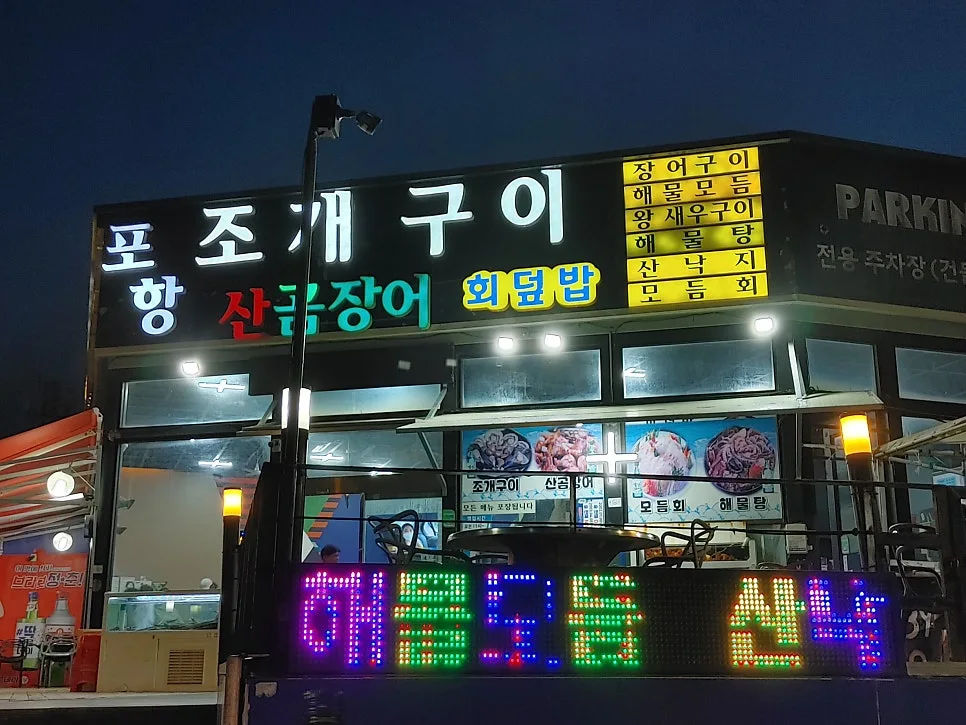 포항
조개구이
산곰장어 회덮밥
장어구이
해물모듬
왕새우구이
해물탕
산낙지
모듬회
PARKIN
전용 주차장(건
조개구이 산곰장어
모든 메뉴 포장됩니다
모듬회 해물탕
해물모듬 산낙